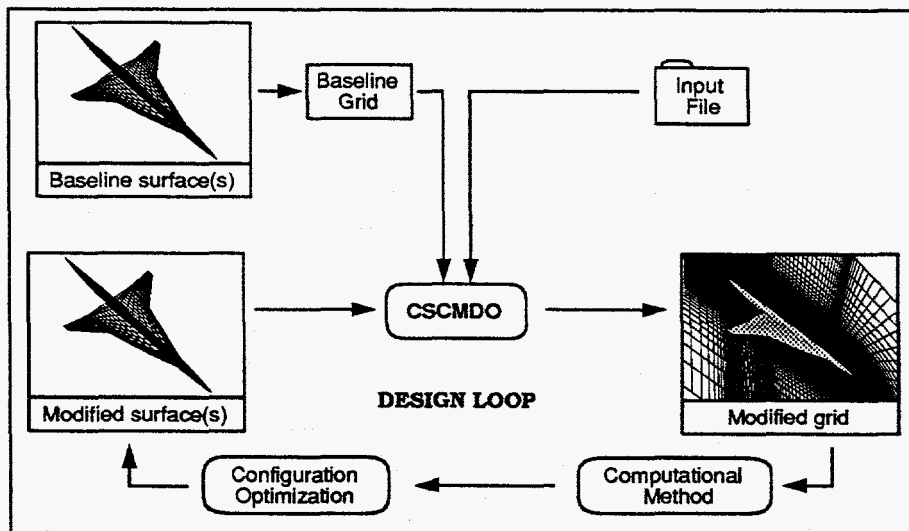 Baseline
Grid
Input
File
Baseline surface(s)
CSCMDO
DESIGN LOOP
Modified surface(s)
Modified grid
Configuration
Optimization
Computational
Method